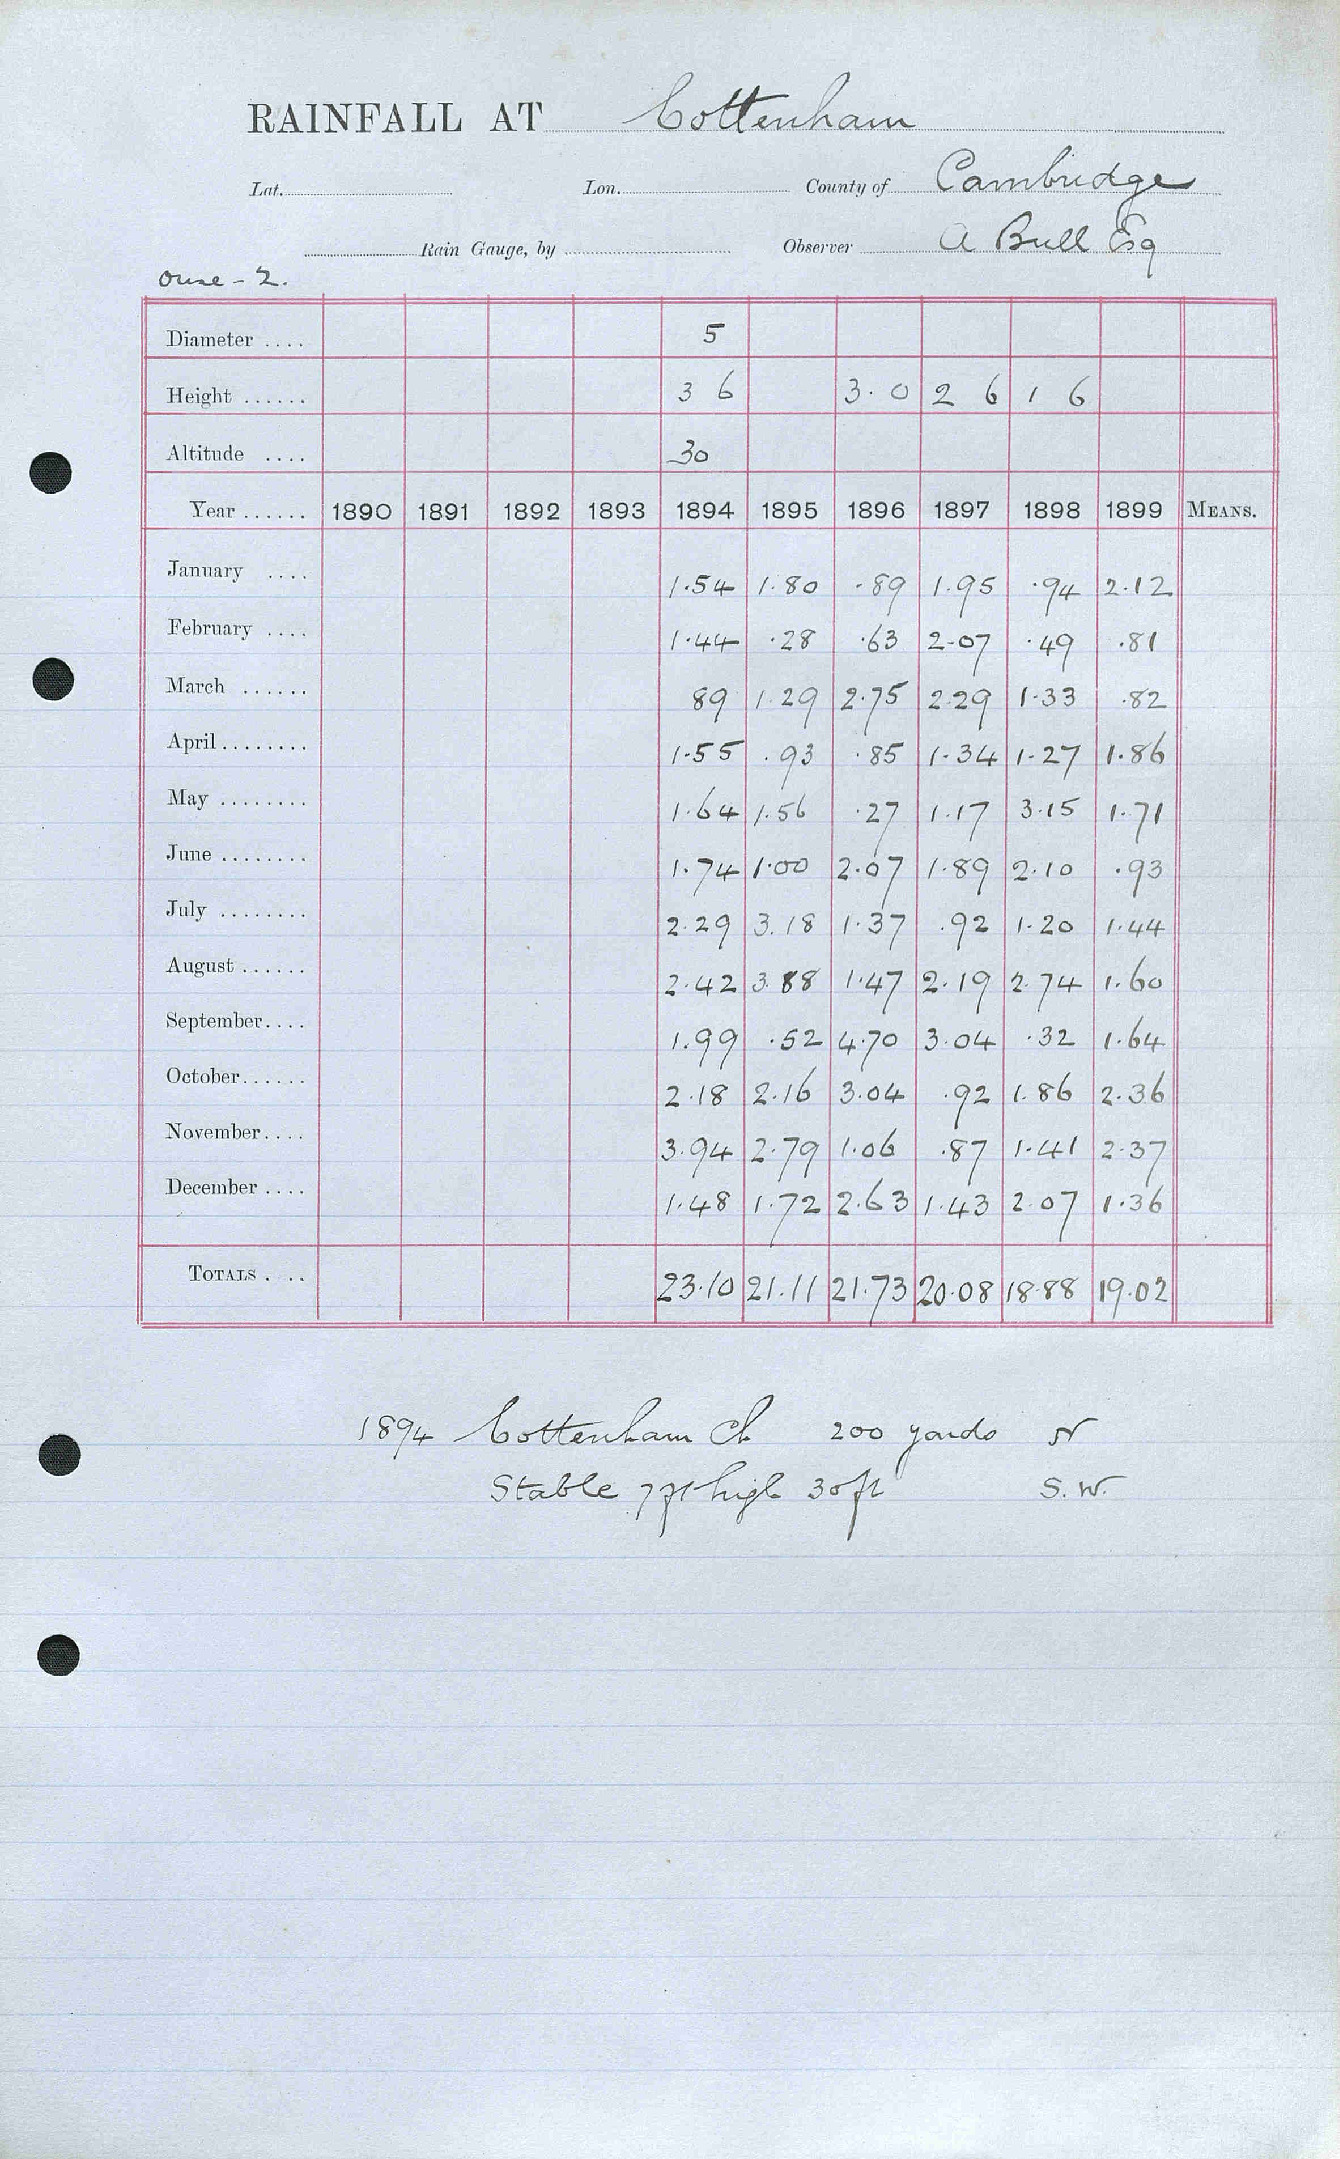 RAINFALL AT Cottenham
Lat. Lon. County of Cambridge
Rain Gauge, by Observer A Bull Esq
Ouse - 2.
Diameter .... 5
Height ...... 3 6 3. 0 2 6 1 6
Altitude .... 30
Year ...... 1890 1891 1892 1893 1894 1895 1896 1897 1898 1899 MEANS.
January .... 1.54 1.80 .89 1.95 .94 2.12
February .... 1.44 .28 .63 2.07 .49 .81
March ...... 89 1.29 2.75 2.29 1.33 .82
April ........ 1.55 .93 .85 1.34 1.27 1.86
May ........ 1.64 1.56 .27 1.17 3.15 1.71
June ........ 1.74 1.00 2.07 1.89 2.10 .93
July ........ 2.29 3.18 1.37 .92 1.20 1.44
August ...... 2.42 3.88 1.47 2.19 2.74 1.60
September.... 1.99 .52 4.70 3.04 .32 1.64
October...... 2.18 2.16 3.04 .92 1.86 2.36
November.... 3.94 2.79 1.06 .87 1.41 2.37
December .... 1.48 1.72 2.63 1.43 2.07 1.36
TOTALS . .. 23.10 21.11 21.73 20.08 18.88 19.02
1894 Cottenham Ch 200 yards N
Stable 7ft high 30ft S.W.